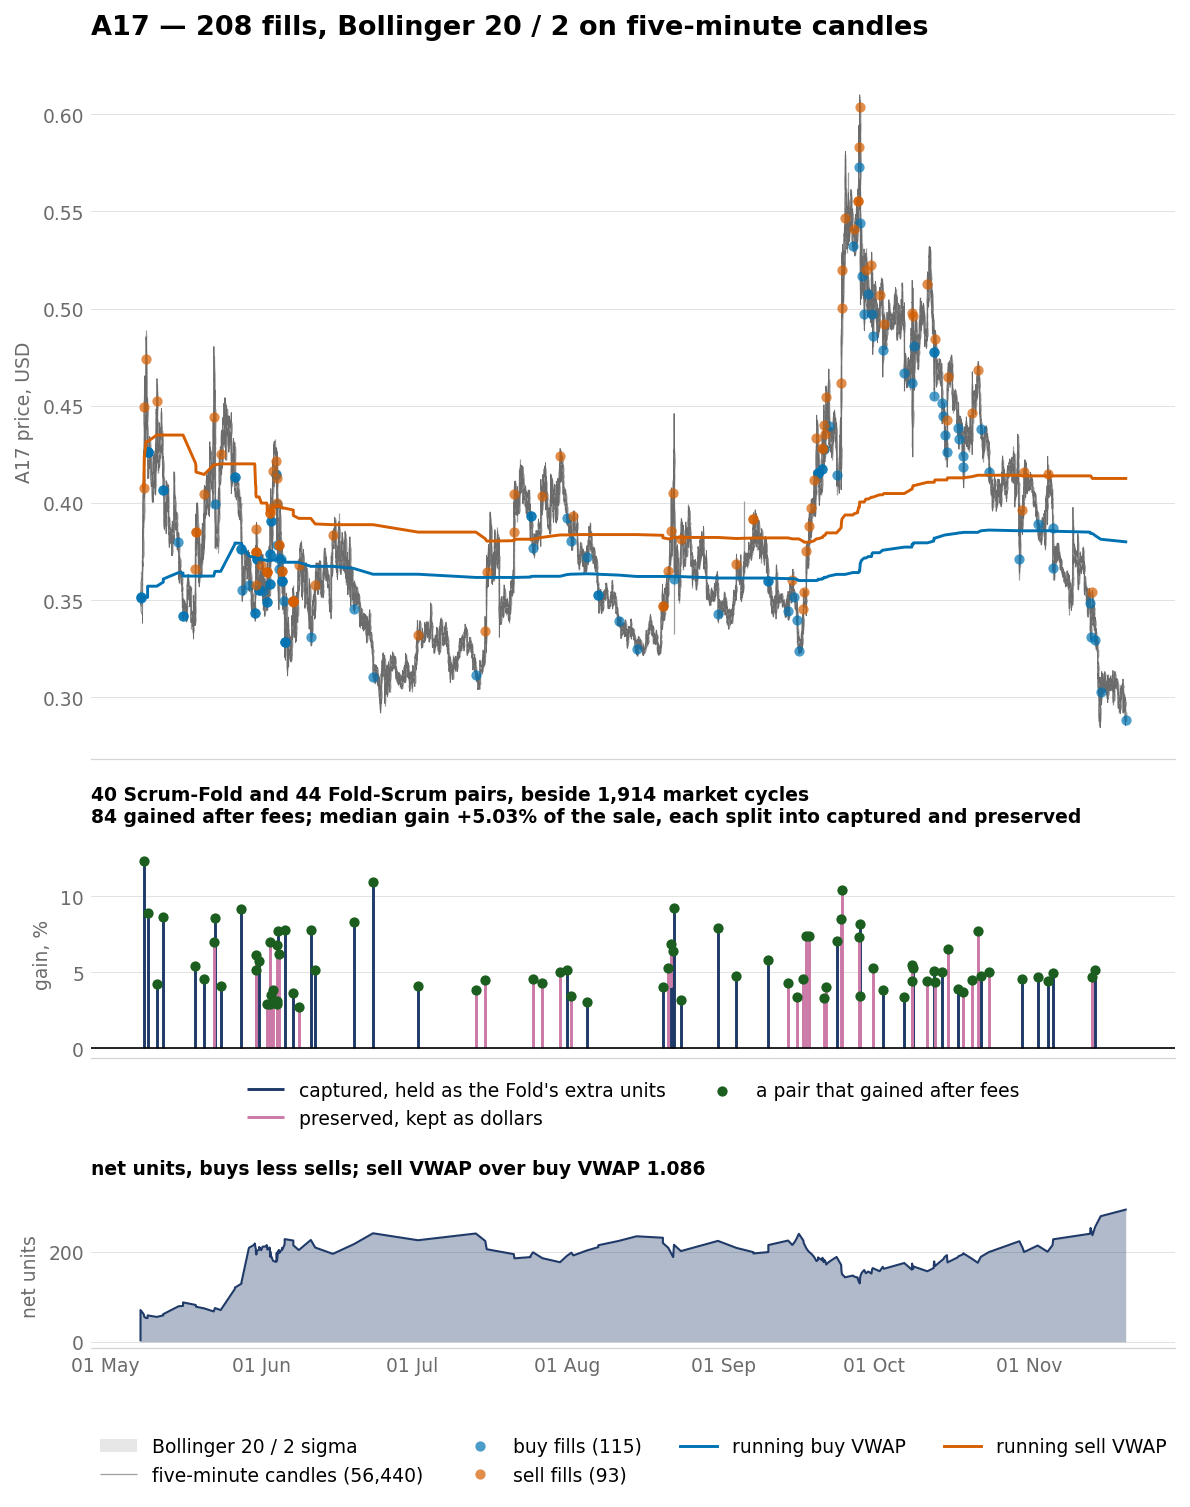 A17 — 208 fills, Bollinger 20 / 2 on five-minute candles
A17 price, USD
0.60
0.55
0.50
0.45
0.40
0.35
0.30
40 Scrum-Fold and 44 Fold-Scrum pairs, beside 1,914 market cycles
84 gained after fees; median gain +5.03% of the sale, each split into captured and preserved
gain, %
10
5
0
captured, held as the Fold's extra units
a pair that gained after fees
preserved, kept as dollars
net units, buys less sells; sell VWAP over buy VWAP 1.086
net units
200
0
01 May 01 Jun 01 Jul 01 Aug 01 Sep 01 Oct 01 Nov
Bollinger 20 / 2 sigma
buy fills (115)
running buy VWAP
running sell VWAP
five-minute candles (56,440)
sell fills (93)